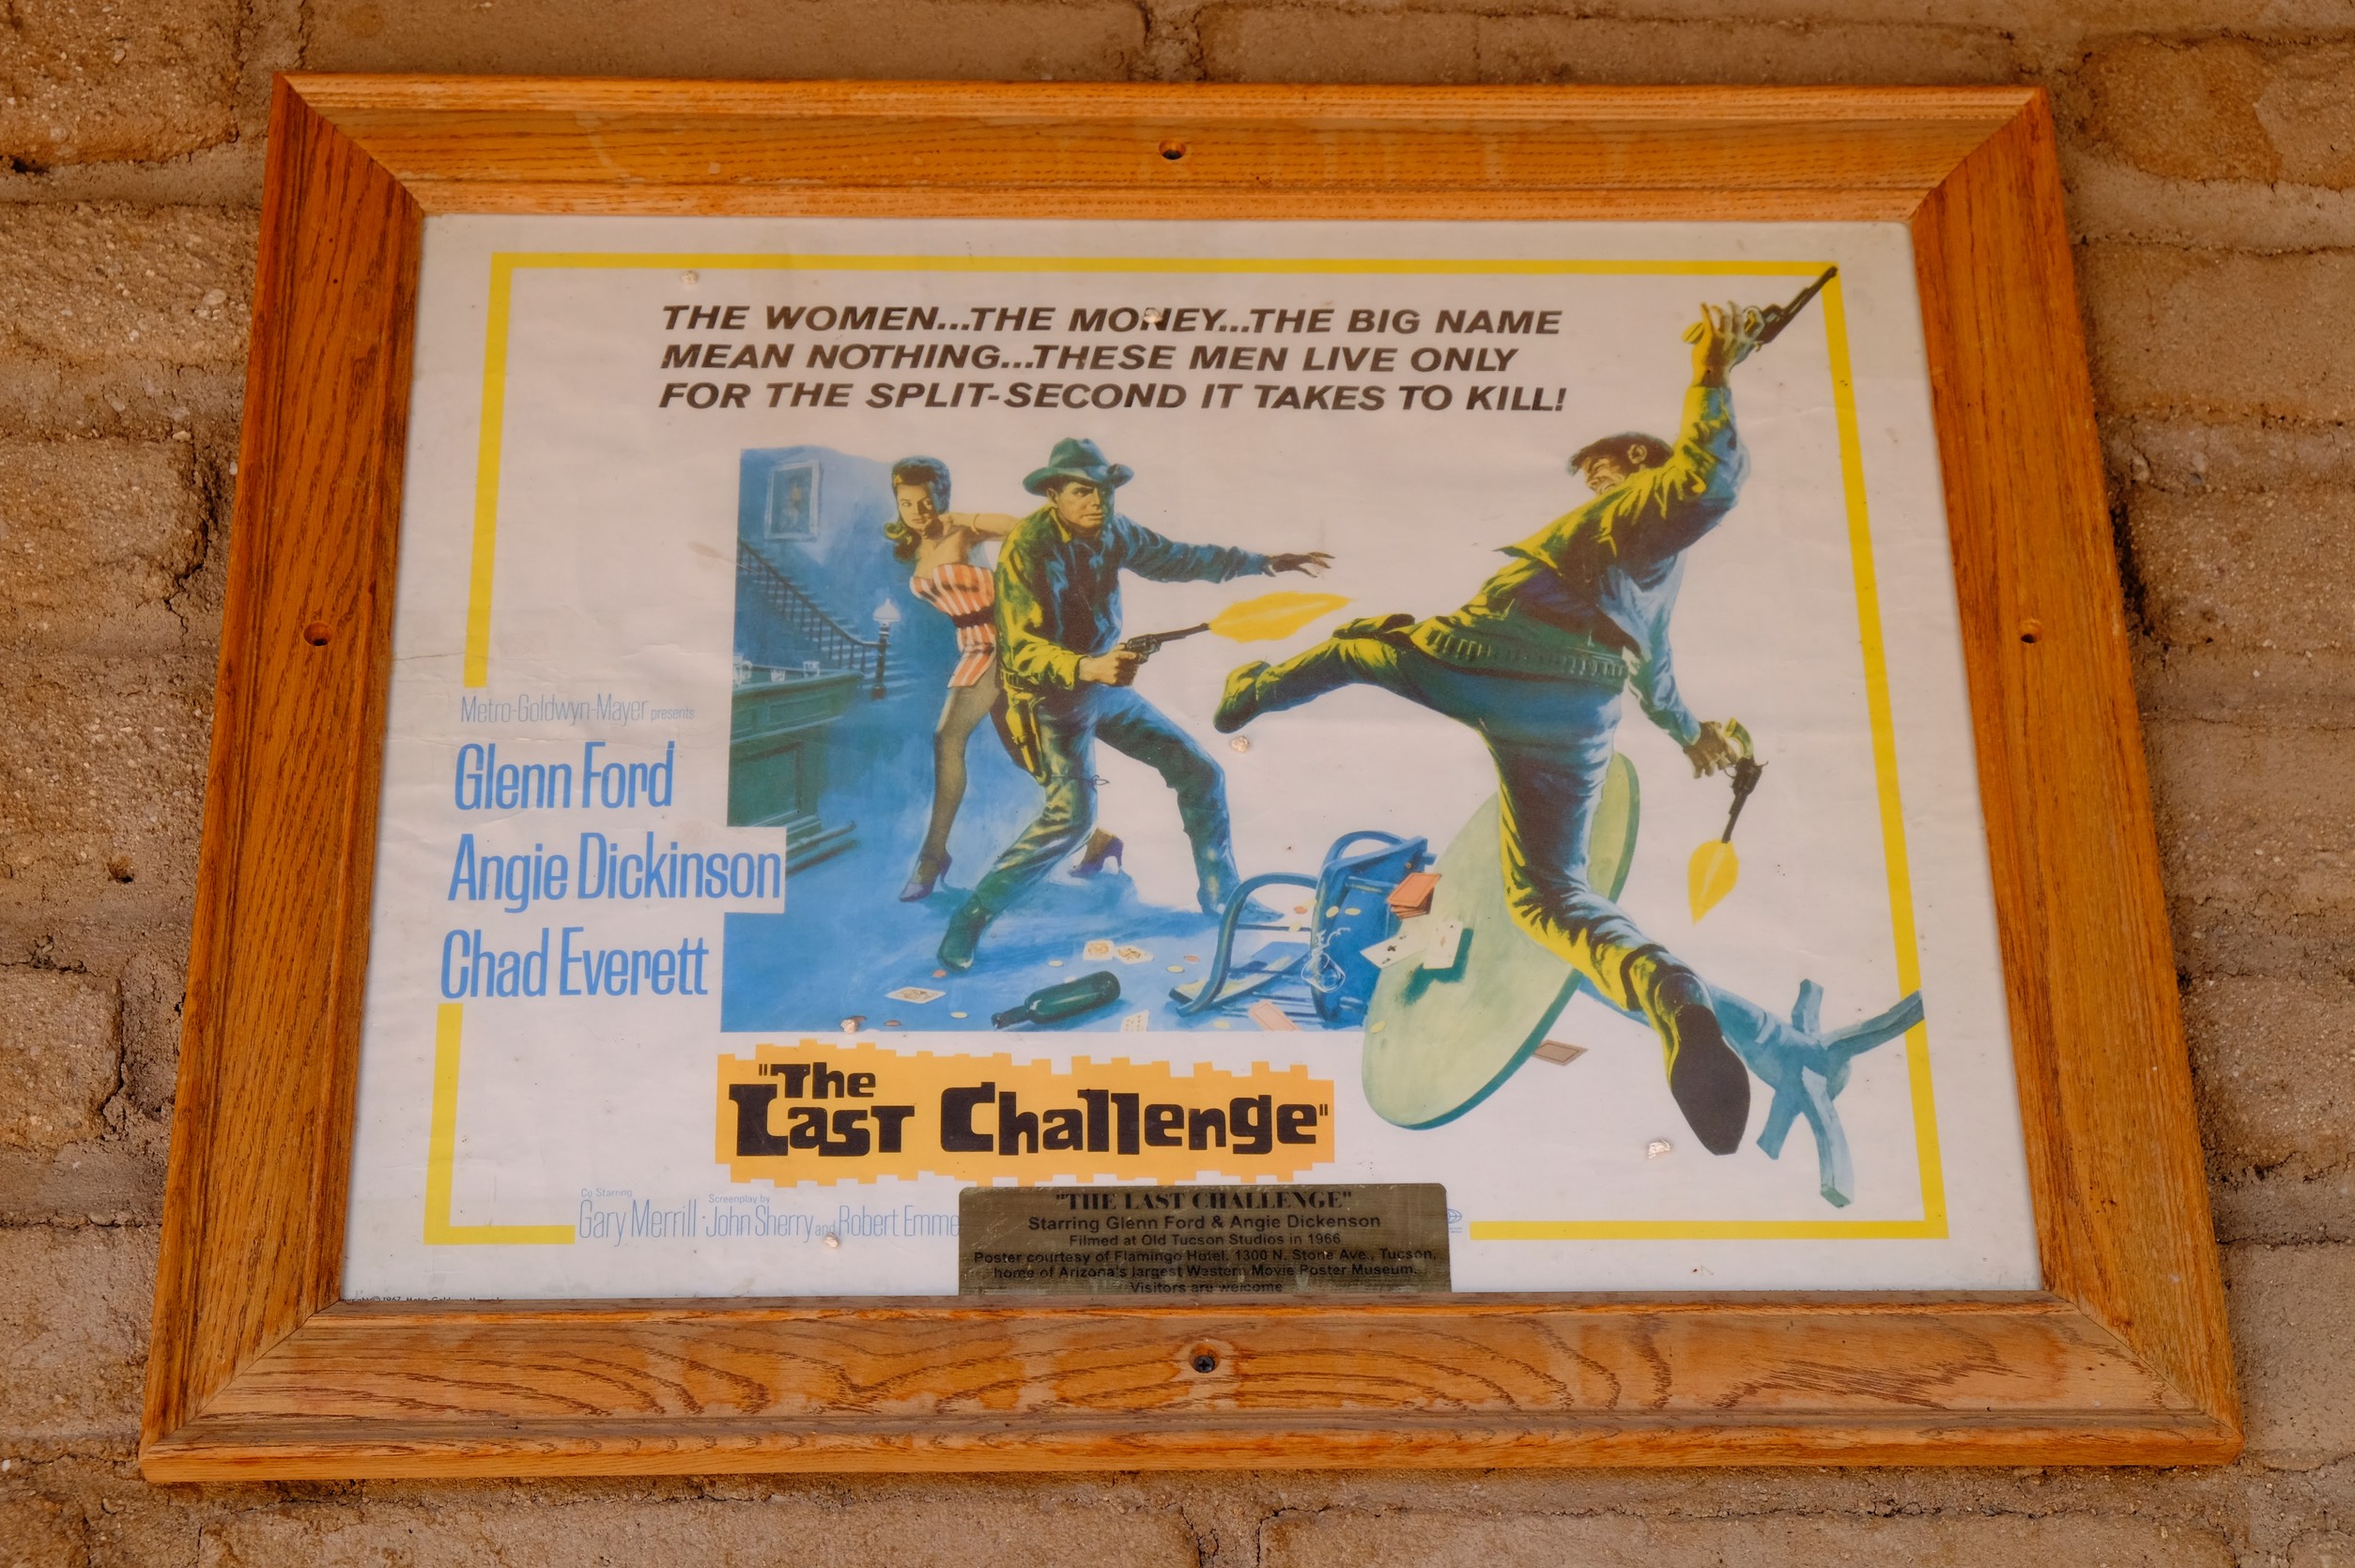 THE WOMEN...THE MONEY...THE BIG NAME
MEAN NOTHING...THESE MEN LIVE ONLY
FOR THE SPLIT-SECOND IT TAKES TO KILL!
Metro-Goldwyn-Mayer presents
Glenn Ford
Angie Dickinson
Chad Everett
"The
Last Challenge"
Co-Starring
Gary Merrill · Screenplay by John Sherry and Robert Emme
"THE LAST CHALLENGE"
Starring Glenn Ford & Angie Dickenson
Filmed at Old Tucson Studios in 1966
Poster courtesy of Flamingo Hotel, 1300 N. Stone Ave., Tucson,
home of Arizona's largest Western Movie Poster Museum.
Visitors are welcome